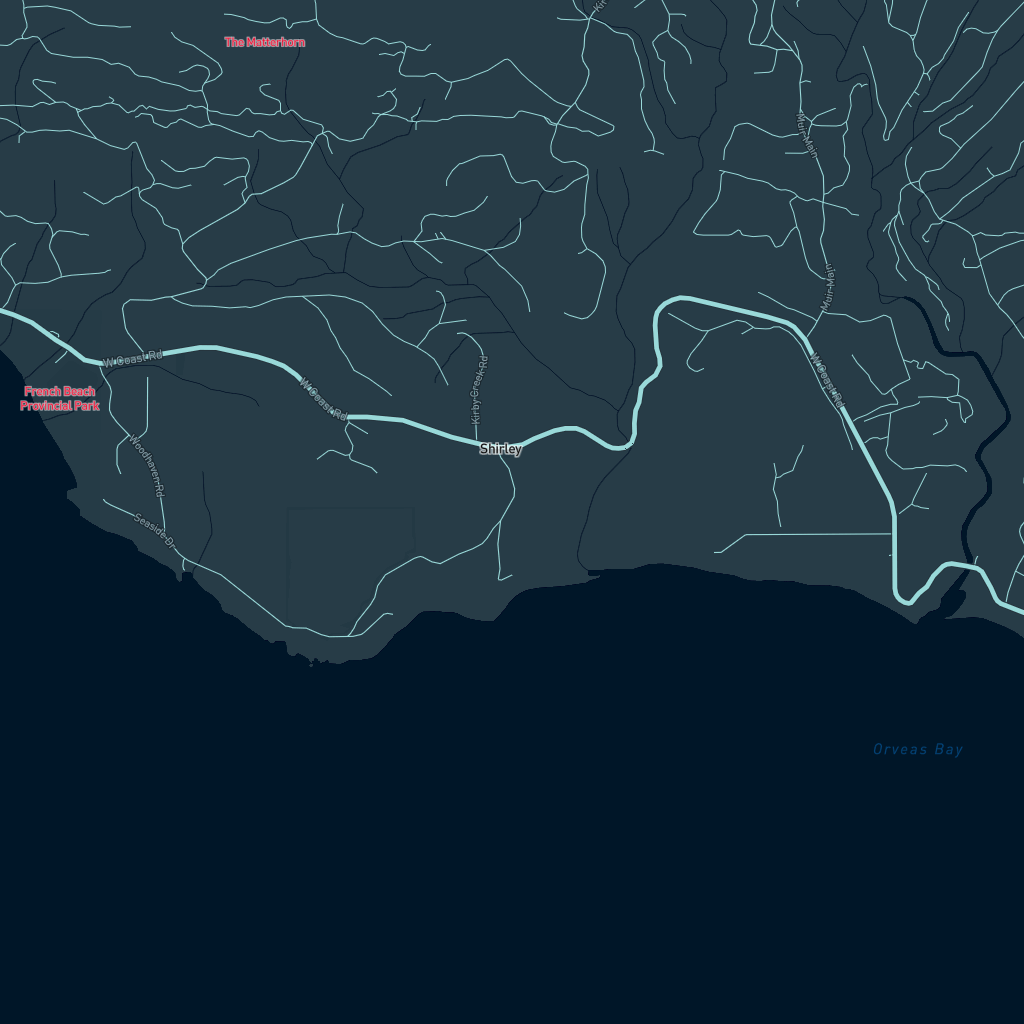 The Matterhorn
Muir Main
Muir Main
W Coast Rd
W Coast Rd
W Coast Rd
Kirby Creek Rd
French Beach
Provincial Park
Shirley
Woodhaven Rd
Seaside Dr
Orveas Bay